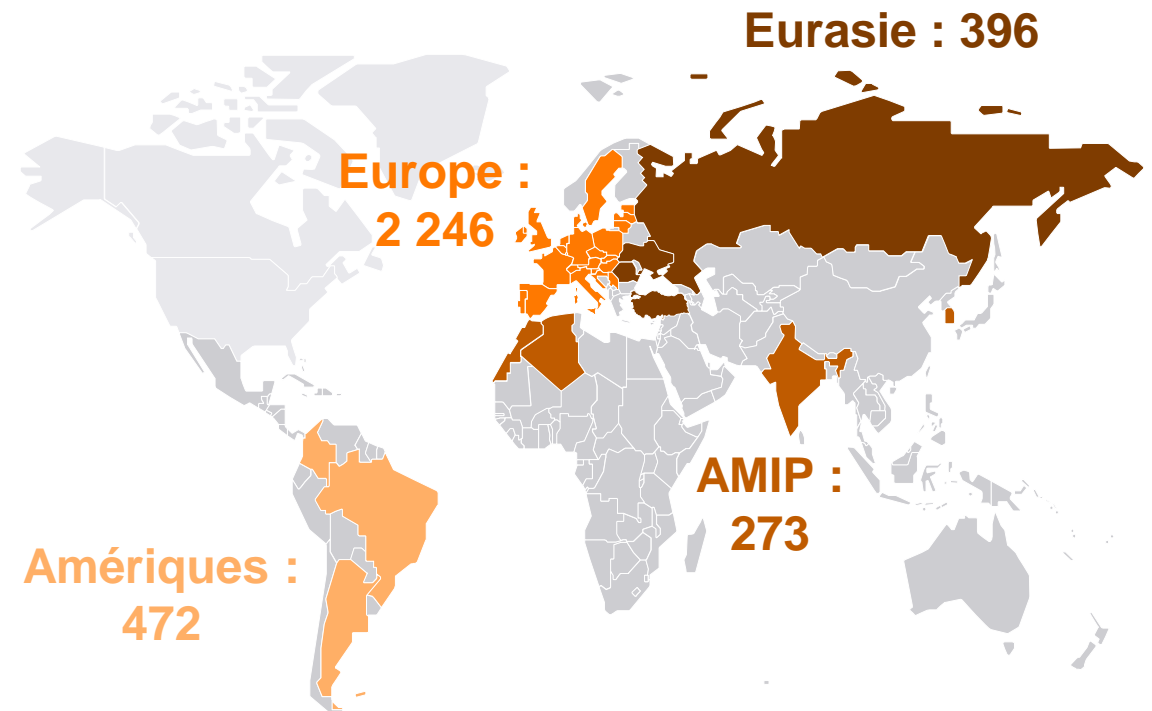 Eurasie : 396
Europe :
2 246
AMIP :
273
Amériques :
472